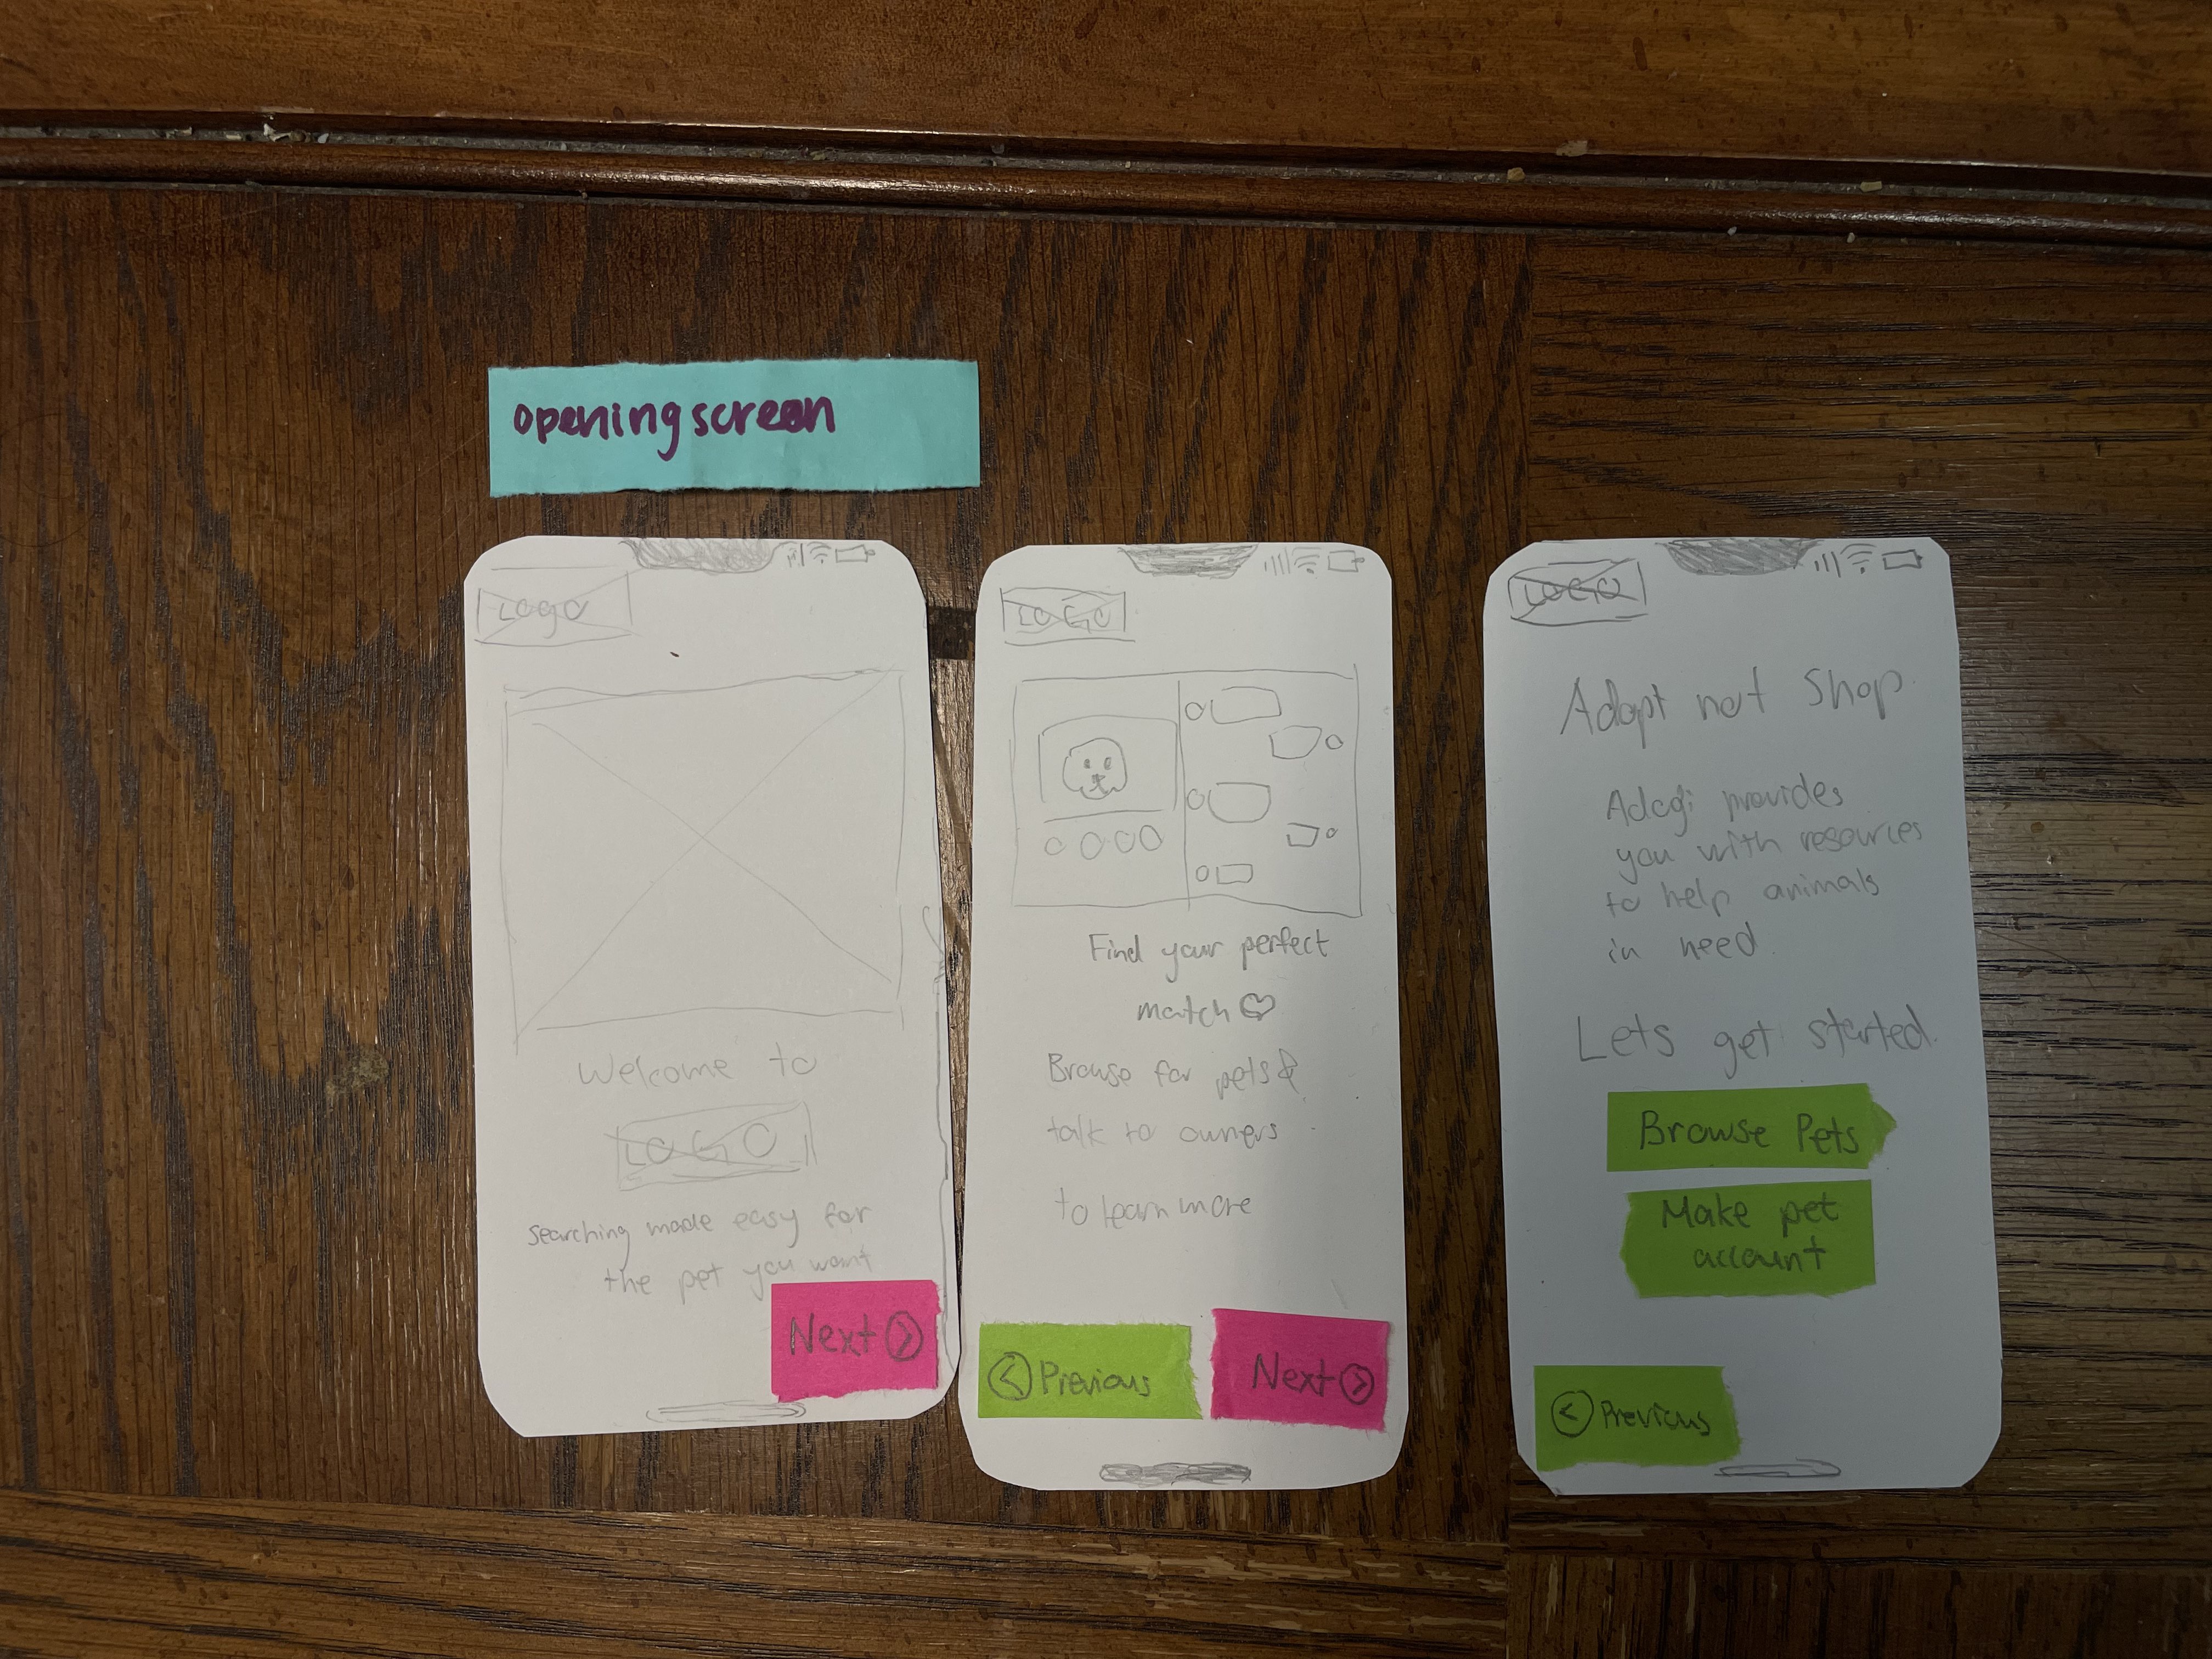 opening screen
Logo
Welcome to
LOGO
Searching made easy for
the pet you want
Next
LOGO
Find your perfect
match
Browse for pets &
talk to owners
to learn more
Previous
Next
LOGO
Adopt not Shop
Adogi provides
you with resources
to help animals
in need
Lets get started.
Browse Pets
Make pet
account
Previous